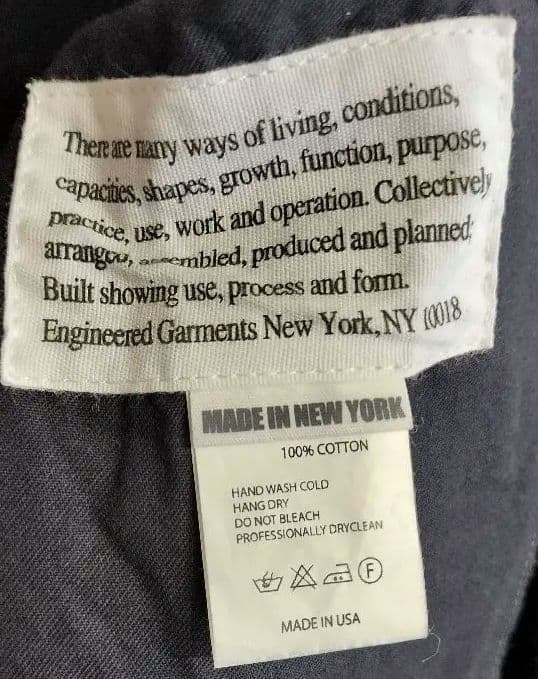 There are many ways of living, conditions,
capacities, shapes, growth, function, purpose,
practice, use, work and operation. Collectively
arranged, assembled, produced and planned
Built showing use, process and form.
Engineered Garments New York, NY 10018
MADE IN NEW YORK
100% COTTON
HAND WASH COLD
HANG DRY
DO NOT BLEACH
PROFESSIONALLY DRYCLEAN
F
MADE IN USA